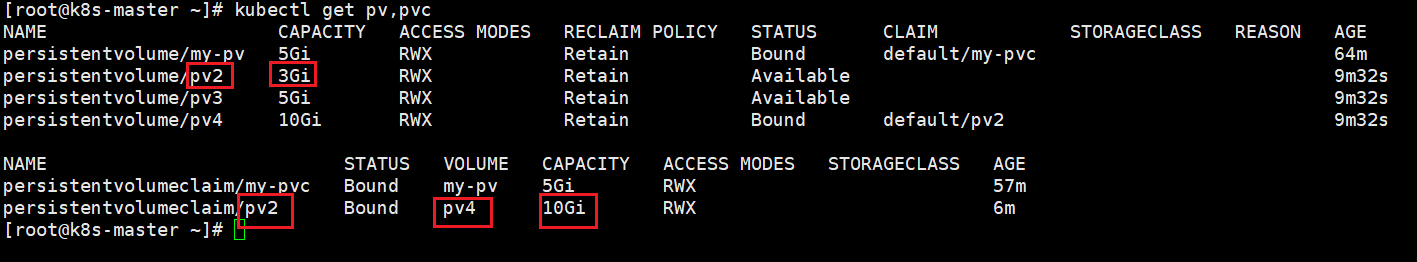 [root@k8s-master ~]# kubectl get pv,pvc
NAME CAPACITY ACCESS MODES RECLAIM POLICY STATUS CLAIM STORAGECLASS REASON AGE
persistentvolume/my-pv 5Gi RWX Retain Bound default/my-pvc 64m
persistentvolume/pv2 3Gi RWX Retain Available 9m32s
persistentvolume/pv3 5Gi RWX Retain Available 9m32s
persistentvolume/pv4 10Gi RWX Retain Bound default/pv2 9m32s
NAME STATUS VOLUME CAPACITY ACCESS MODES STORAGECLASS AGE
persistentvolumeclaim/my-pvc Bound my-pv 5Gi RWX 57m
persistentvolumeclaim/pv2 Bound pv4 10Gi RWX 6m
[root@k8s-master ~]#